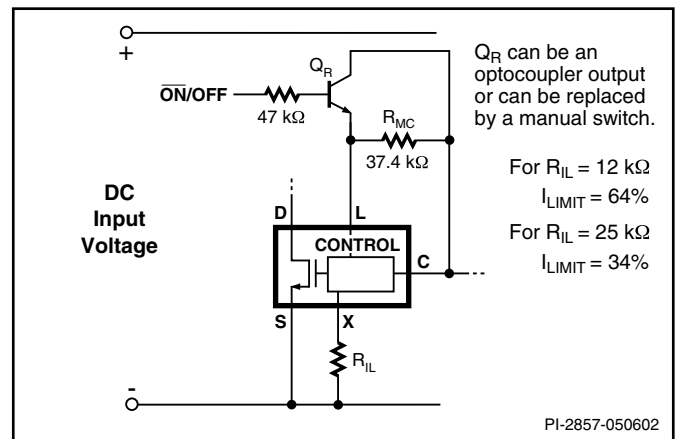 +
Q_R
O̅N̅/OFF
47 kΩ
R_MC
37.4 kΩ
Q_R can be an
optocoupler output
or can be replaced
by a manual switch.
For R_IL = 12 kΩ
I_LIMIT = 64%
For R_IL = 25 kΩ
I_LIMIT = 34%
DC
Input
Voltage
D
L
CONTROL
C
S
X
R_IL
-
PI-2857-050602